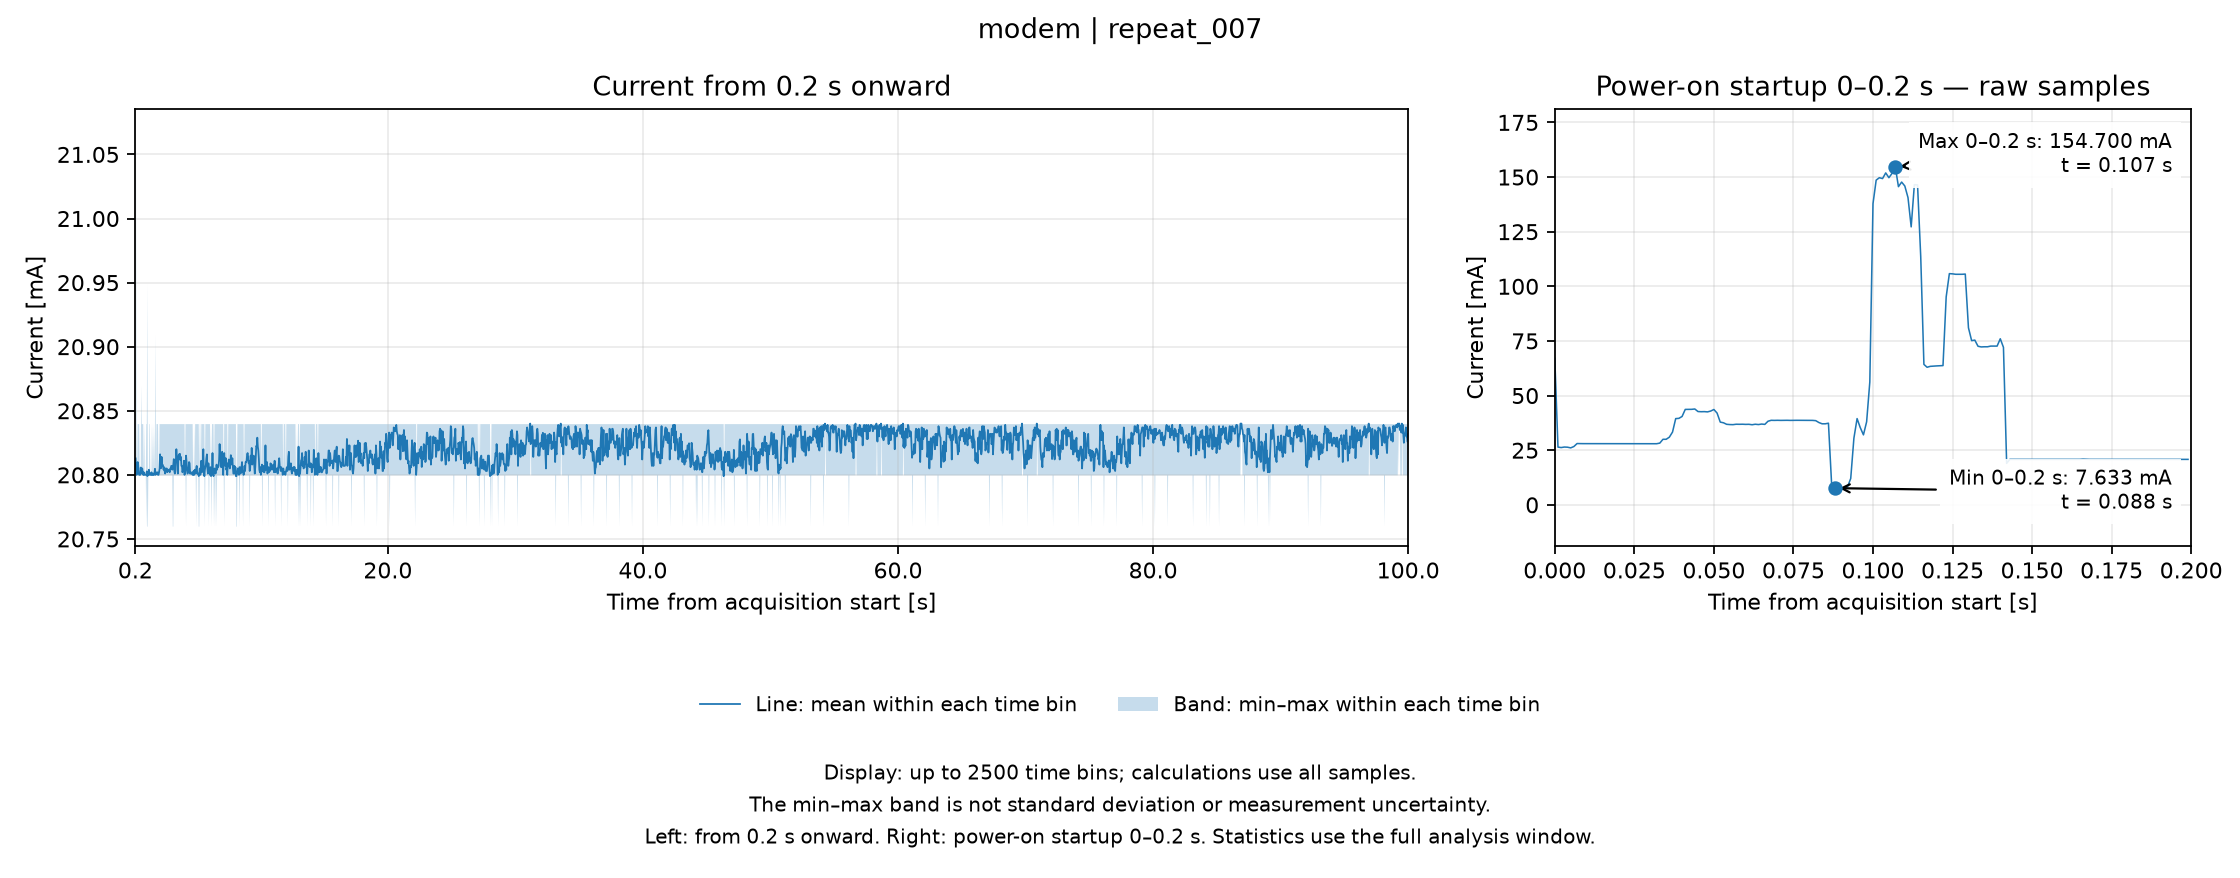 modem | repeat_007
Current from 0.2 s onward
Current [mA]
21.05
21.00
20.95
20.90
20.85
20.80
20.75
0.2
20.0
40.0
60.0
80.0
100.0
Time from acquisition start [s]
Power-on startup 0–0.2 s — raw samples
Current [mA]
175
150
125
100
75
50
25
0
Max 0–0.2 s: 154.700 mA
t = 0.107 s
Min 0–0.2 s: 7.633 mA
t = 0.088 s
0.000
0.025
0.050
0.075
0.100
0.125
0.150
0.175
0.200
Time from acquisition start [s]
Line: mean within each time bin
Band: min–max within each time bin
Display: up to 2500 time bins; calculations use all samples.
The min–max band is not standard deviation or measurement uncertainty.
Left: from 0.2 s onward. Right: power-on startup 0–0.2 s. Statistics use the full analysis window.